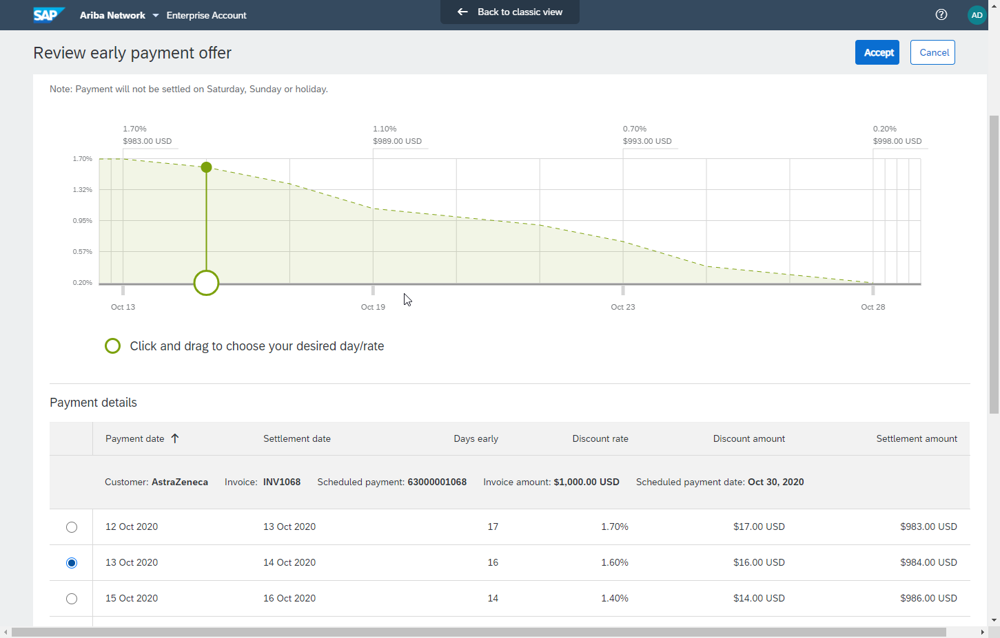 SAP Ariba Network Enterprise Account ← Back to classic view ? AD
Review early payment offer Accept Cancel
Note: Payment will not be settled on Saturday, Sunday or holiday.
1.70% 1.10% 0.70% 0.20%
$983.00 USD $989.00 USD $993.00 USD $998.00 USD
1.70%
1.32%
0.95%
0.57%
0.20%
Oct 13 Oct 19 Oct 23 Oct 28
Click and drag to choose your desired day/rate
Payment details
Payment date ↑ Settlement date Days early Discount rate Discount amount Settlement amount
Customer: AstraZeneca Invoice: INV1068 Scheduled payment: 63000001068 Invoice amount: $1,000.00 USD Scheduled payment date: Oct 30, 2020
12 Oct 2020 13 Oct 2020 17 1.70% $17.00 USD $983.00 USD
13 Oct 2020 14 Oct 2020 16 1.60% $16.00 USD $984.00 USD
15 Oct 2020 16 Oct 2020 14 1.40% $14.00 USD $986.00 USD